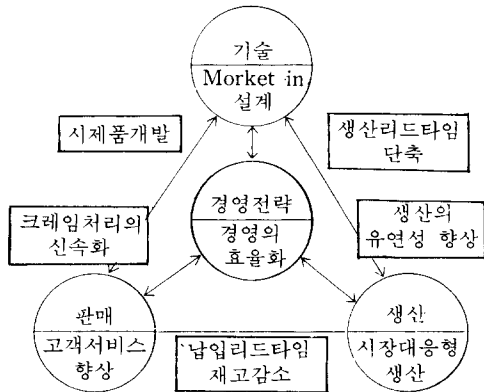 기술
Morket in
설계
시제품개발
생산리드타임
단축
경영전략
경영의
효율화
크레임처리의
신속화
생산의
유연성 향상
판매
고객서비스
향상
납입리드타임
재고감소
생산
시장대응형
생산